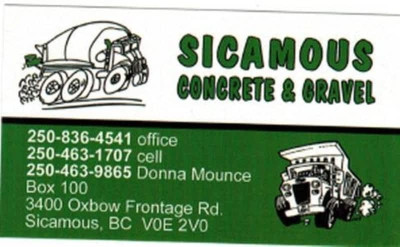 SICAMOUS
CONCRETE & GRAVEL
250-836-4541 office
250-463-1707 cell
250-463-9865 Donna Mounce
Box 100
3400 Oxbow Frontage Rd.
Sicamous, BC V0E 2V0